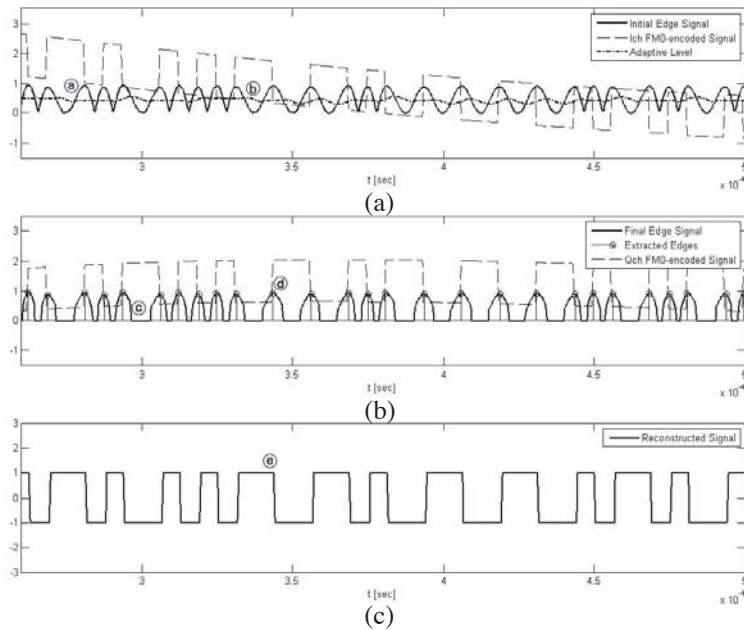 3
2
1
0
-1
Initial Edge Signal
Ich FM0-encoded Signal
Adaptive Level
a
b
3
3.5
4
4.5
5
t [sec]
x 10⁻⁴
(a)
3
2
1
0
-1
Final Edge Signal
Extracted Edges
Qch FM0-encoded Signal
c
d
3
3.5
4
4.5
5
t [sec]
x 10⁻⁴
(b)
3
2
1
0
-1
-2
-3
Reconstructed Signal
e
3
3.5
4
4.5
5
t [sec]
x 10⁻⁴
(c)